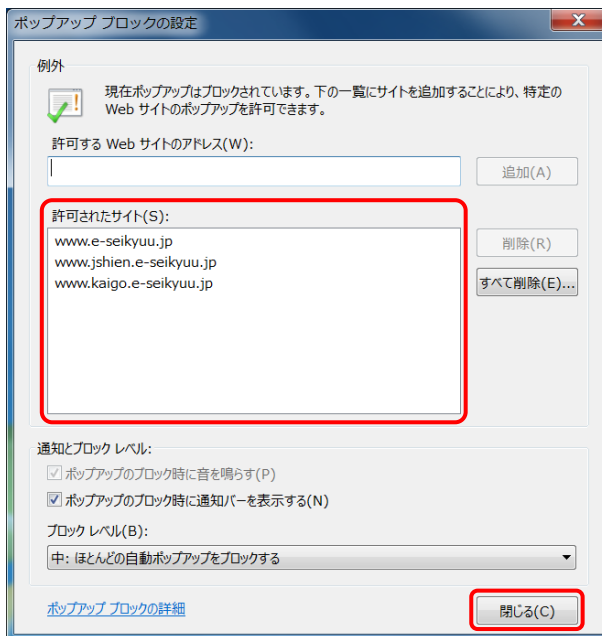 ポップアップ ブロックの設定
例外
現在ポップアップはブロックされています。下の一覧にサイトを追加することにより、特定の
Web サイトのポップアップを許可できます。
許可する Web サイトのアドレス(W):
追加(A)
許可されたサイト(S):
www.e-seikyuu.jp
www.jshien.e-seikyuu.jp
www.kaigo.e-seikyuu.jp
削除(R)
すべて削除(E)...
通知とブロック レベル:
ポップアップのブロック時に音を鳴らす(P)
ポップアップのブロック時に通知バーを表示する(N)
ブロック レベル(B):
中: ほとんどの自動ポップアップをブロックする
ポップアップ ブロックの詳細
閉じる(C)